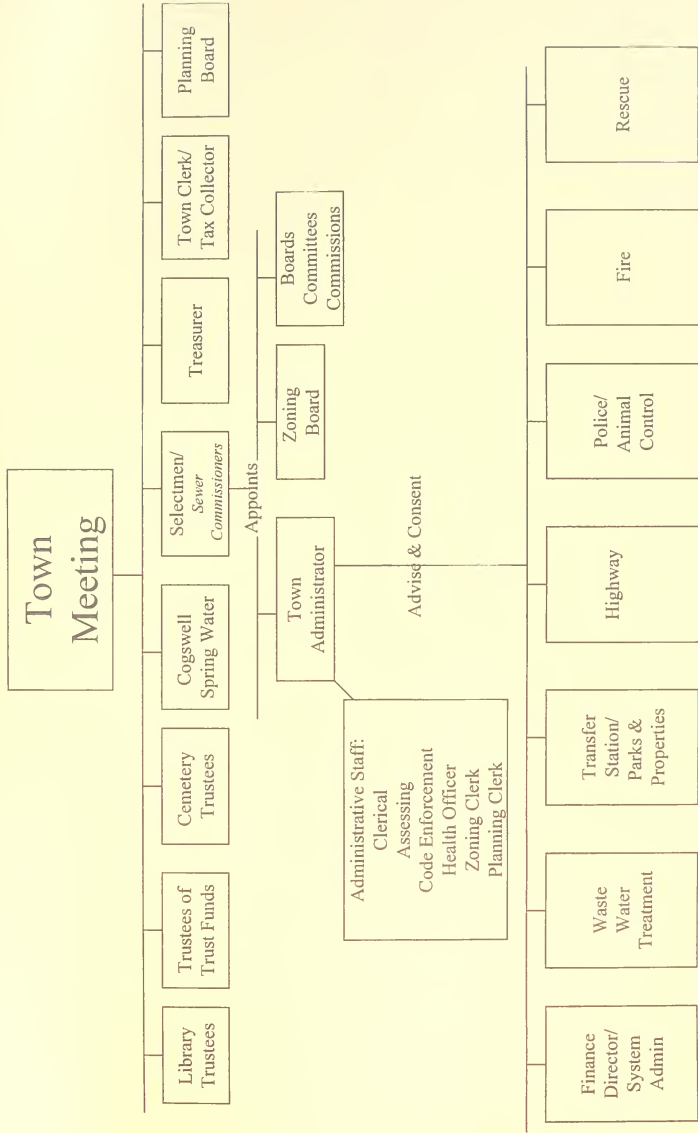 Town
Meeting
Library
Trustees
Trustees of
Trust Funds
Cemetery
Trustees
Cogswell
Spring Water
Selectmen/
Sewer
Commissioners
Treasurer
Town Clerk/
Tax Collector
Planning
Board
Appoints
Town
Administrator
Zoning
Board
Boards
Committees
Commissions
Administrative Staff:
Clerical
Assessing
Code Enforcement
Health Officer
Zoning Clerk
Planning Clerk
Advise & Consent
Finance
Director/
System
Admin
Waste
Water
Treatment
Transfer
Station/
Parks &
Properties
Highway
Police/
Animal
Control
Fire
Rescue